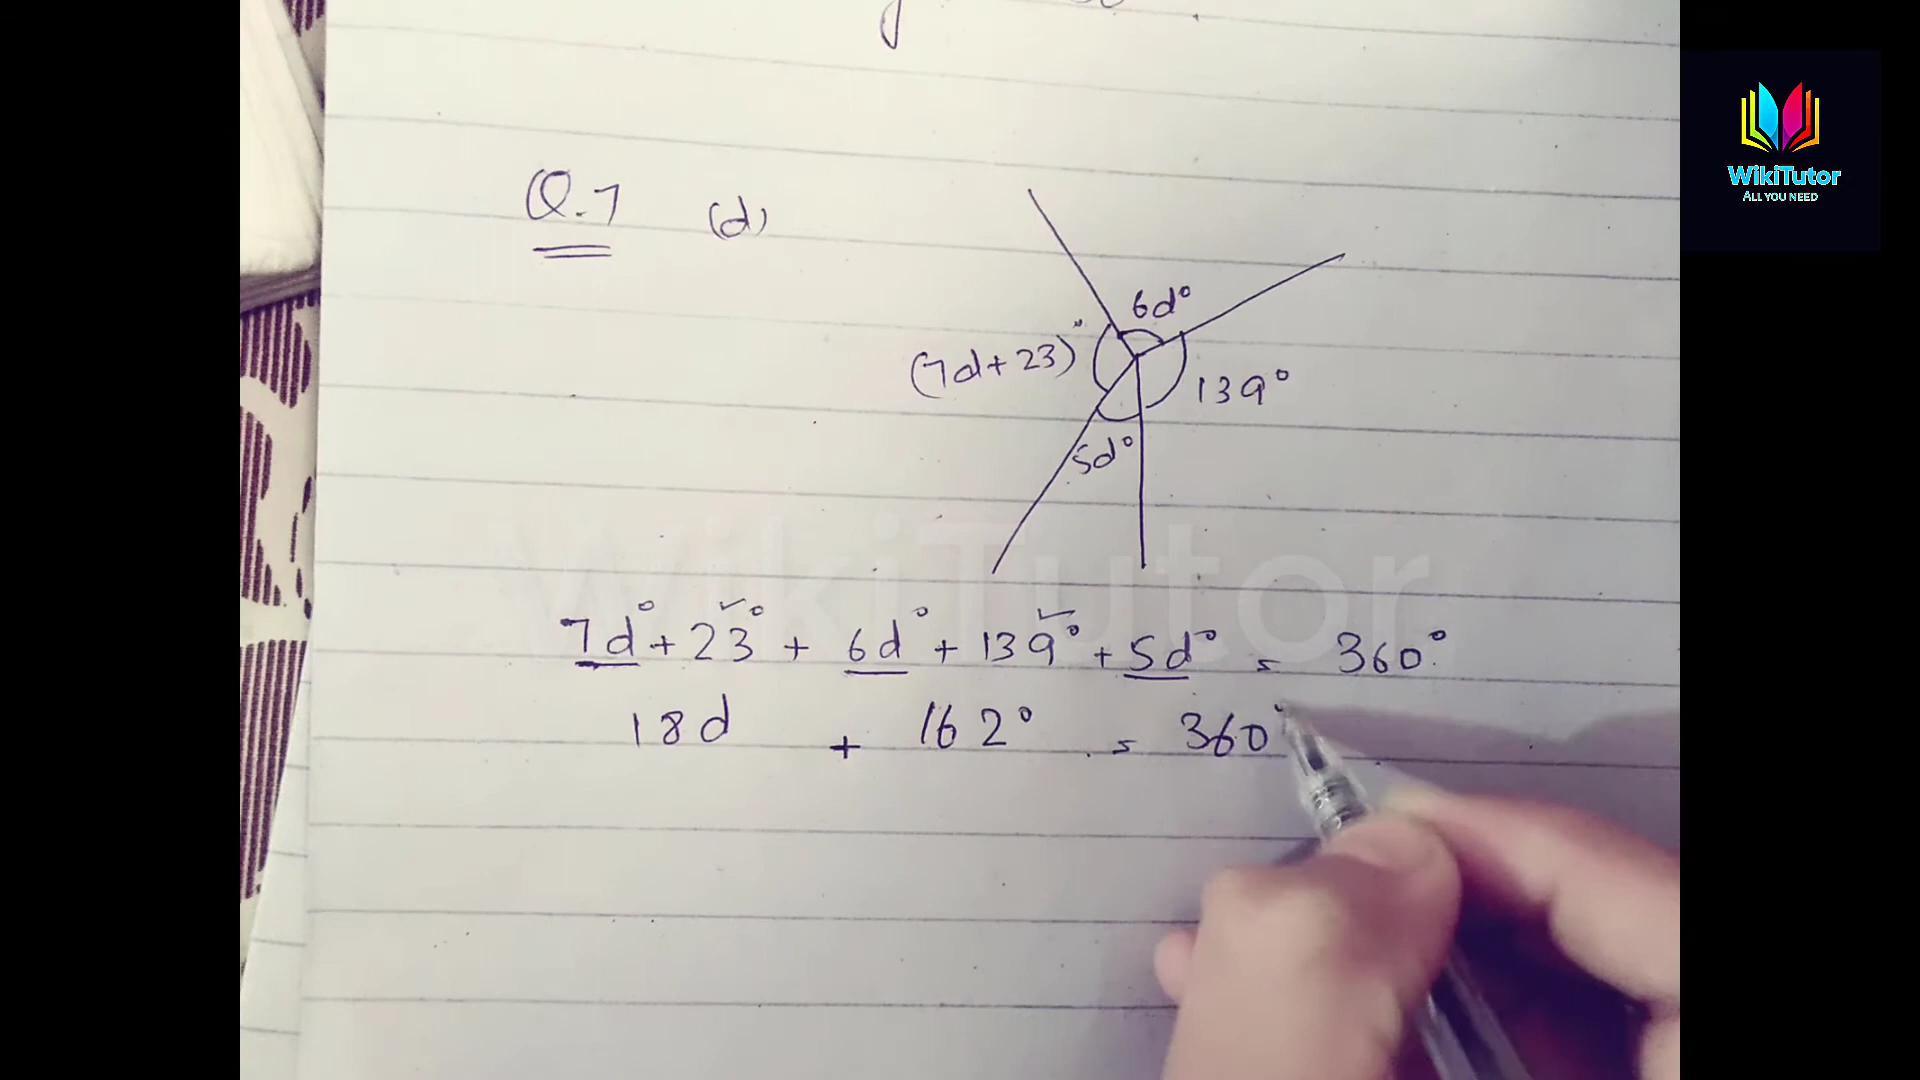 Q.7 (d)
6d°
(7d+23)°
139°
5d°
7d° + 23° + 6d° + 139° + 5d° = 360°
18d + 162° = 360°
WikiTutor
ALL YOU NEED
WikiTutor